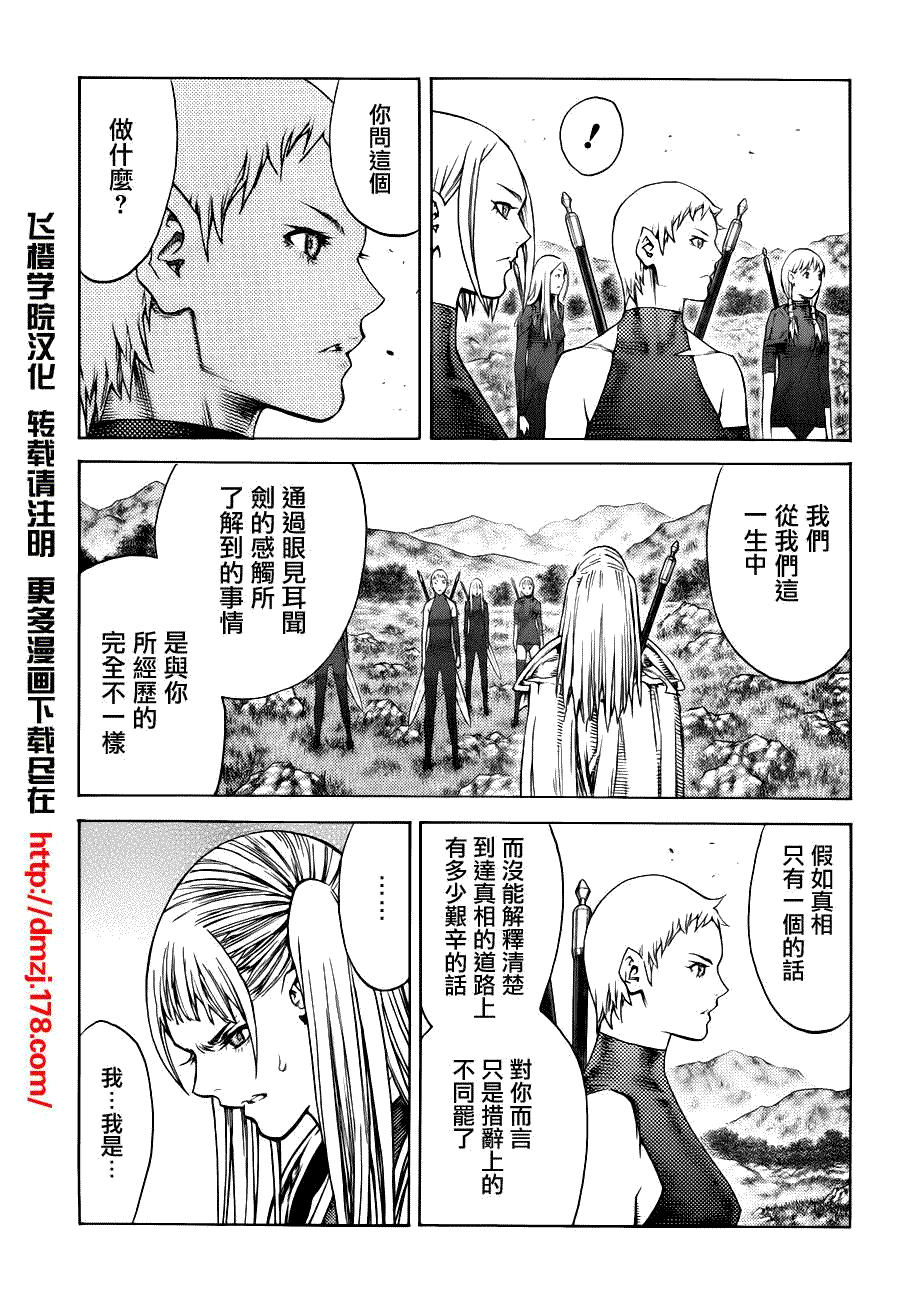 ！
你問這個
做什麼？
我們
從我們這
一生中
通過眼見耳聞
劍的感觸所
了解到的事情
是與你
所經歷的
完全不一樣
假如真相
只有一個的話
而沒能解釋清楚
到達真相的道路上
有多少艱辛的話
對你而言
只是措辭上的
不同罷了
……
我…我是…
飞橙学院汉化 转载请注明 更多漫画下载尽在 http://dmzj.178.com/